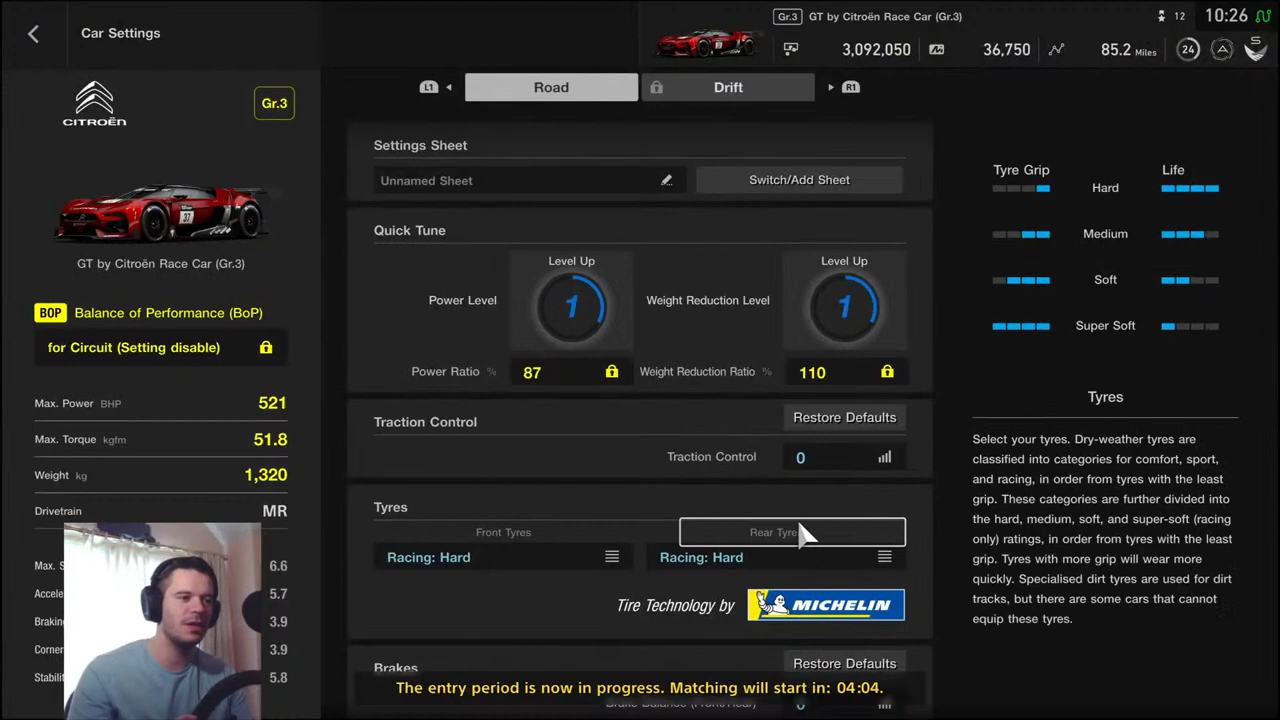 Car Settings
Gr.3 GT by Citroën Race Car (Gr.3)
12
10:26
3,092,050
36,750
85.2 Miles
24
A
S
L1
Road
Drift
R1
CITROËN
Gr.3
37
GT by Citroën Race Car (Gr.3)
BOP Balance of Performance (BoP)
for Circuit (Setting disable)
Max. Power BHP 521
Max. Torque kgfm 51.8
Weight kg 1,320
Drivetrain MR
6.6
5.7
3.9
3.9
5.8
Settings Sheet
Unnamed Sheet
Switch/Add Sheet
Quick Tune
Level Up
Level Up
Power Level 1
Weight Reduction Level 1
Power Ratio % 87
Weight Reduction Ratio % 110
Traction Control
Restore Defaults
Traction Control 0
Tyres
Front Tyres
Racing: Hard
Racing: Hard
Tire Technology by MICHELIN
Brakes
Restore Defaults
The entry period is now in progress. Matching will start in: 04:04.
Tyre Grip
Life
Hard
Medium
Soft
Super Soft
Tyres
Select your tyres. Dry-weather tyres are
classified into categories for comfort, sport,
and racing, in order from tyres with the least
grip. These categories are further divided into
the hard, medium, soft, and super-soft (racing
only) ratings, in order from tyres with the least
grip. Tyres with more grip will wear more
quickly. Specialised dirt tyres are used for dirt
tracks, but there are some cars that cannot
equip these tyres.